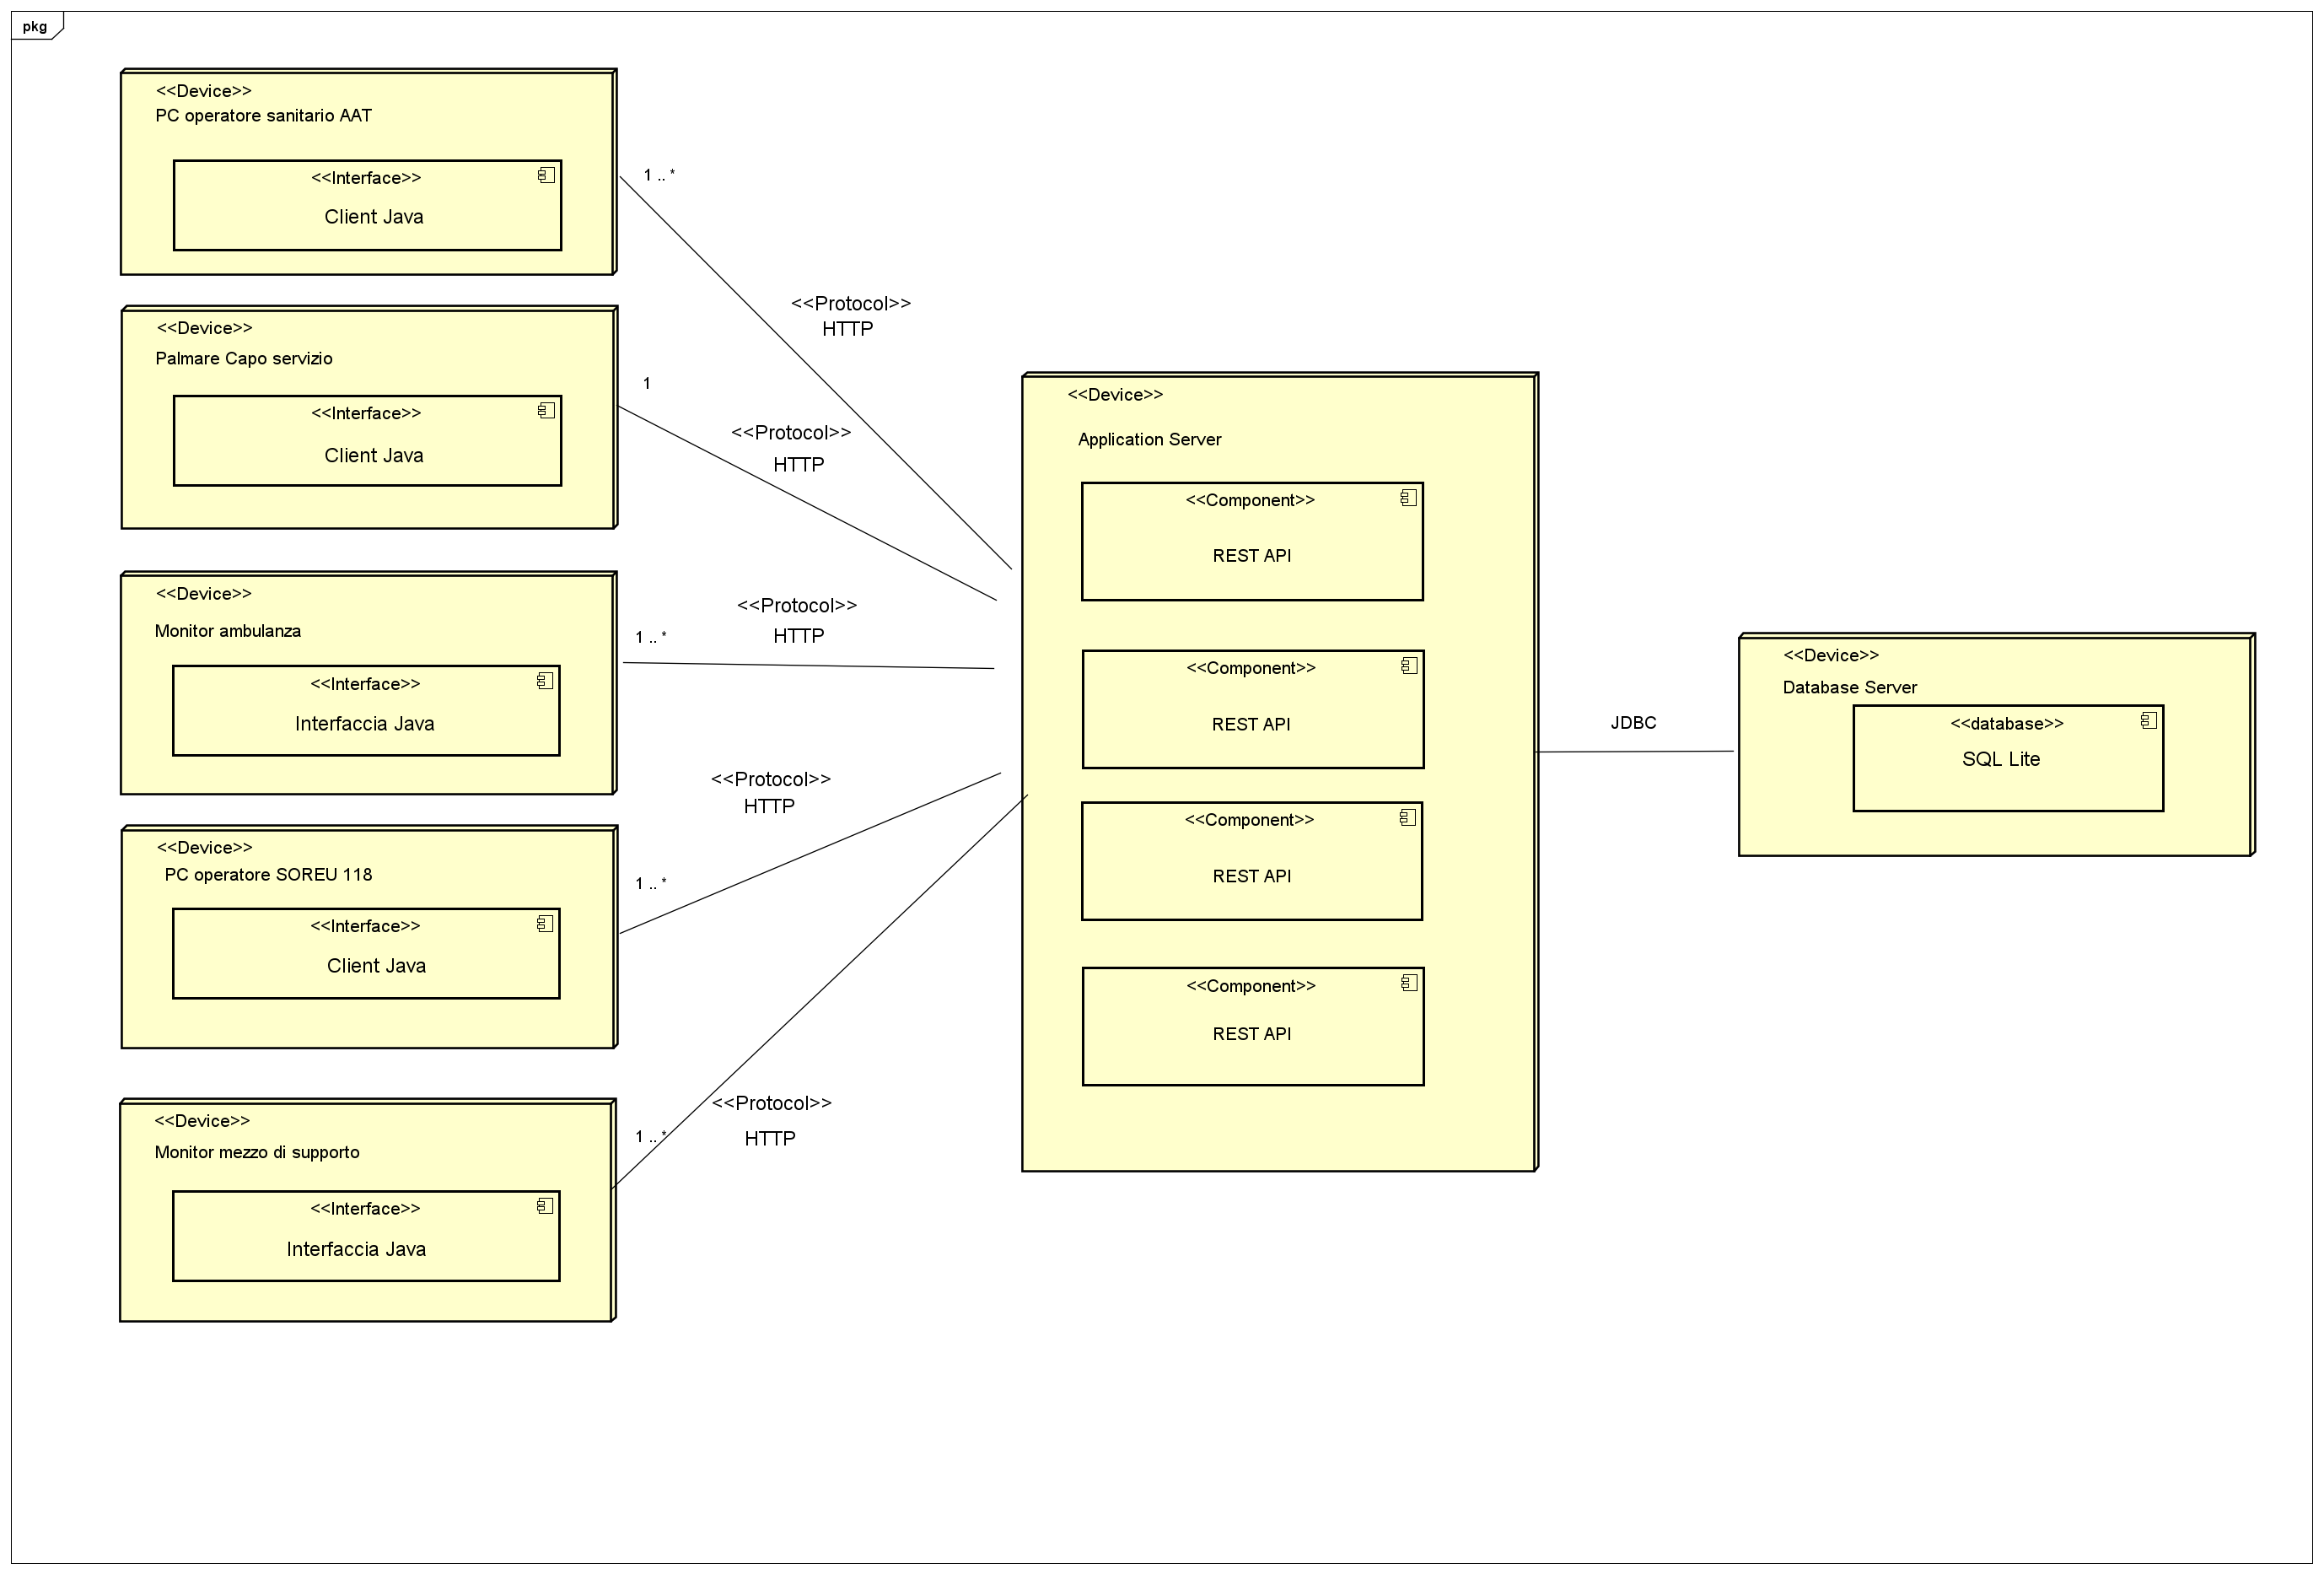 pkg
<<Device>>
PC operatore sanitario AAT
<<Interface>>
Client Java
1 .. *
<<Protocol>>
HTTP
<<Device>>
Palmare Capo servizio
<<Interface>>
Client Java
1
<<Protocol>>
HTTP
<<Device>>
Monitor ambulanza
<<Interface>>
Interfaccia Java
1 .. *
<<Protocol>>
HTTP
<<Device>>
PC operatore SOREU 118
<<Interface>>
Client Java
1 .. *
<<Protocol>>
HTTP
<<Device>>
Monitor mezzo di supporto
<<Interface>>
Interfaccia Java
1 .. *
<<Protocol>>
HTTP
<<Device>>
Application Server
<<Component>>
REST API
<<Component>>
REST API
<<Component>>
REST API
<<Component>>
REST API
JDBC
<<Device>>
Database Server
<<database>>
SQL Lite